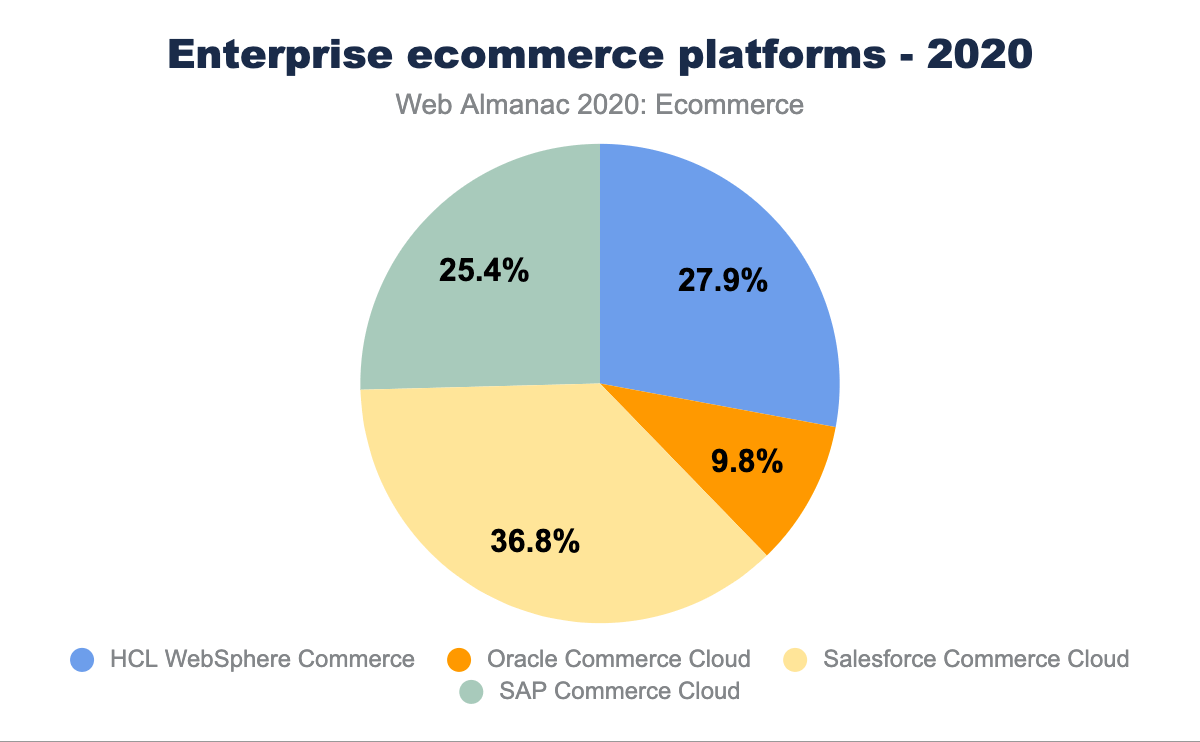 Enterprise ecommerce platforms - 2020
Web Almanac 2020: Ecommerce
25.4%
27.9%
9.8%
36.8%
HCL WebSphere Commerce
Oracle Commerce Cloud
Salesforce Commerce Cloud
SAP Commerce Cloud